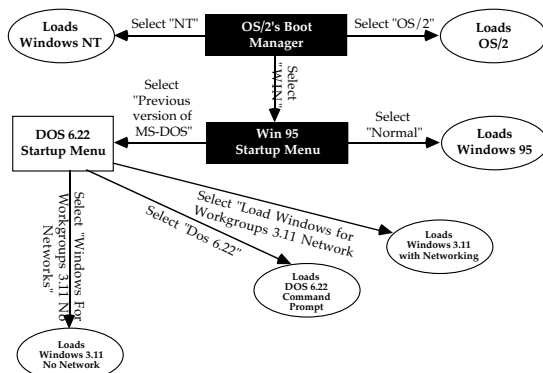 Loads
Windows NT
Select "NT"
OS/2's Boot
Manager
Select "OS/2"
Loads
OS/2
Select
"WIN"
Select
"Previous
version of
MS-DOS"
DOS 6.22
Startup Menu
Win 95
Startup Menu
Select
"Normal"
Loads
Windows 95
Select "Windows For
Workgroups 3.11 No
Networks"
Select "Dos 6.22"
Select "Load Windows for
Workgroups 3.11 Network
Loads
Windows 3.11
with Networking
Loads
DOS 6.22
Command
Prompt
Loads
Windows 3.11
No Network